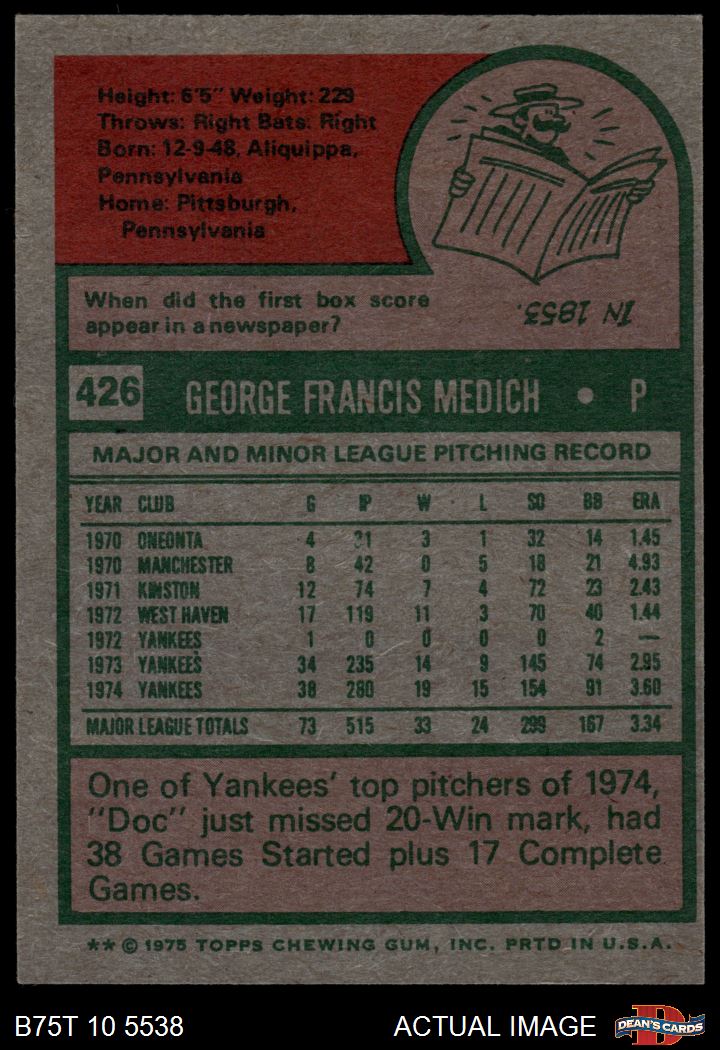 Height: 6'5" Weight: 229
Throws: Right Bats: Right
Born: 12-9-48, Aliquippa,
Pennsylvania
Home: Pittsburgh,
Pennsylvania
When did the first box score
appear in a newspaper?
IN 1853.
426 GEORGE FRANCIS MEDICH • P
MAJOR AND MINOR LEAGUE PITCHING RECORD
YEAR CLUB G IP W L SO BB ERA
1970 ONEONTA 4 31 3 1 32 14 1.45
1970 MANCHESTER 8 42 0 5 18 21 4.93
1971 KINSTON 12 74 7 4 72 23 2.43
1972 WEST HAVEN 17 119 11 3 70 40 1.44
1972 YANKEES 1 0 0 0 0 2 —
1973 YANKEES 34 235 14 9 145 74 2.95
1974 YANKEES 38 280 19 15 154 91 3.60
MAJOR LEAGUE TOTALS 73 515 33 24 299 167 3.34
One of Yankees' top pitchers of 1974,
"Doc" just missed 20-Win mark, had
38 Games Started plus 17 Complete
Games.
** © 1975 TOPPS CHEWING GUM, INC. PRTD IN U.S.A.
B75T 10 5538 ACTUAL IMAGE DEAN'S CARDS